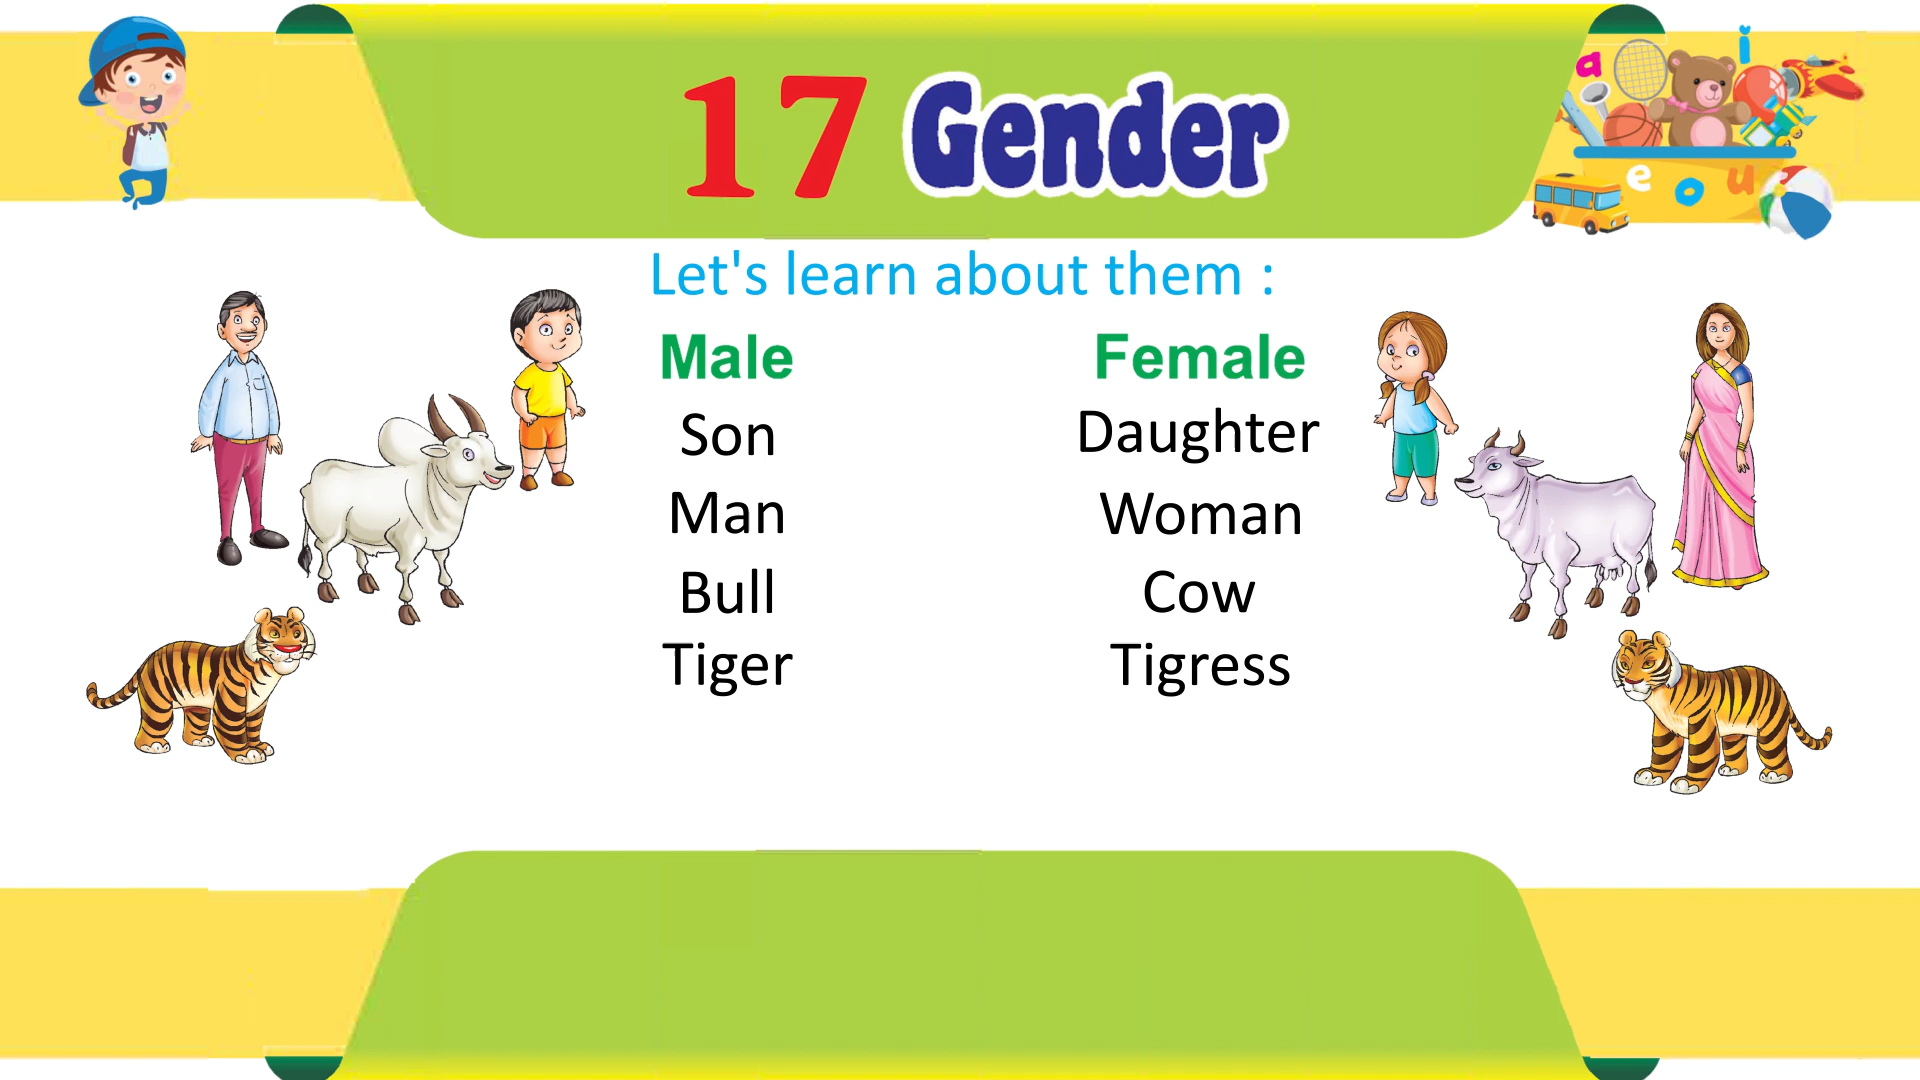 17 Gender
a i
e o u
Let's learn about them :
Male Female
Son Daughter
Man Woman
Bull Cow
Tiger Tigress